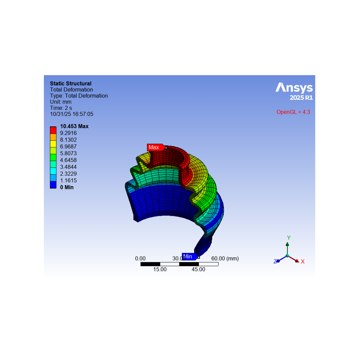 Static Structural
Total Deformation
Type: Total Deformation
Unit: mm
Time: 2 s
10/31/25 16:57:05
10.453 Max
9.2916
8.1302
6.9687
5.8073
4.6458
3.4844
2.3229
1.1615
0 Min
Ansys
2025 R1
OpenGL = 4.3
Max
Min
0.00 30. 60.00 (mm)
15.00 45.00
Y
Z X